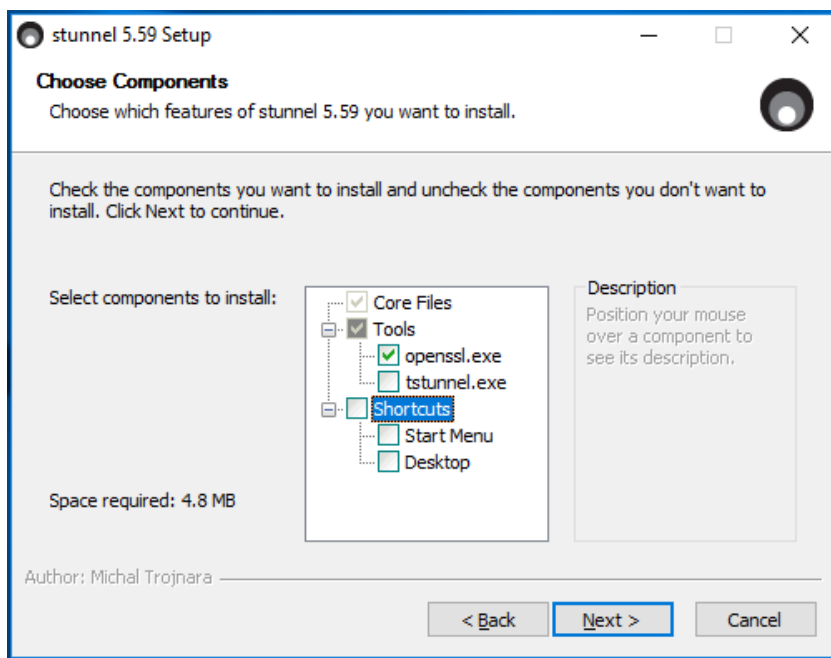 stunnel 5.59 Setup
Choose Components
Choose which features of stunnel 5.59 you want to install.
Check the components you want to install and uncheck the components you don't want to
install. Click Next to continue.
Select components to install:
Core Files
Tools
openssl.exe
tstunnel.exe
Shortcuts
Start Menu
Desktop
Description
Position your mouse
over a component to
see its description.
Space required: 4.8 MB
Author: Michal Trojnara
< Back
Next >
Cancel